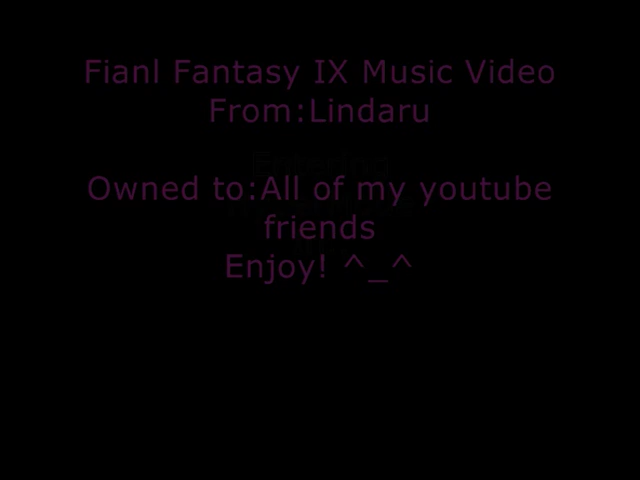 Fianl Fantasy IX Music Video
From:Lindaru
Owned to:All of my youtube
friends
Enjoy! ^_^